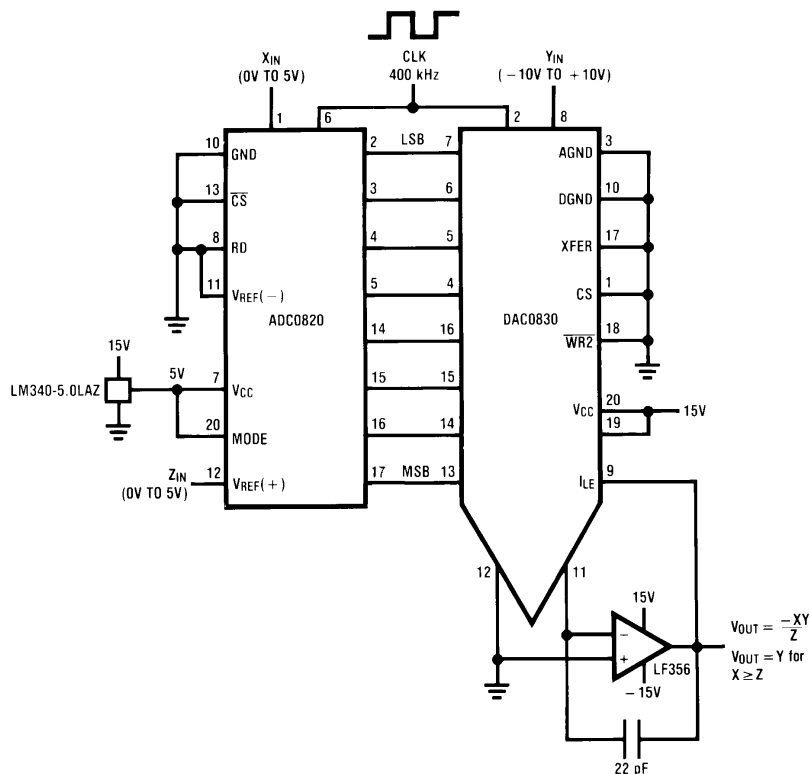 XIN
(0V TO 5V)
CLK
400 kHz
YIN
(−10V TO +10V)
1
6
2
8
10
GND
13
CS
8
RD
11
VREF(−)
ADC0820
15V
LM340-5.0LAZ
5V
7
VCC
20
MODE
ZIN
(0V TO 5V)
12
VREF(+)
2
LSB
7
3
6
4
5
5
4
14
16
15
15
16
14
17
MSB
13
DAC0830
AGND
3
DGND
10
XFER
17
CS
1
WR2
18
VCC
20
19
15V
ILE
9
12
11
15V
−
+
LF356
−15V
VOUT = −XY
Z
VOUT = Y for
X ≥ Z
22 pF